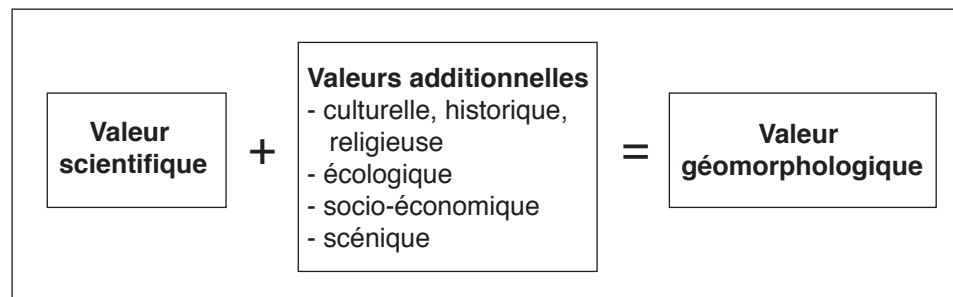 Valeur
scientifique
+
Valeurs additionnelles
- culturelle, historique,
religieuse
- écologique
- socio-économique
- scénique
=
Valeur
géomorphologique